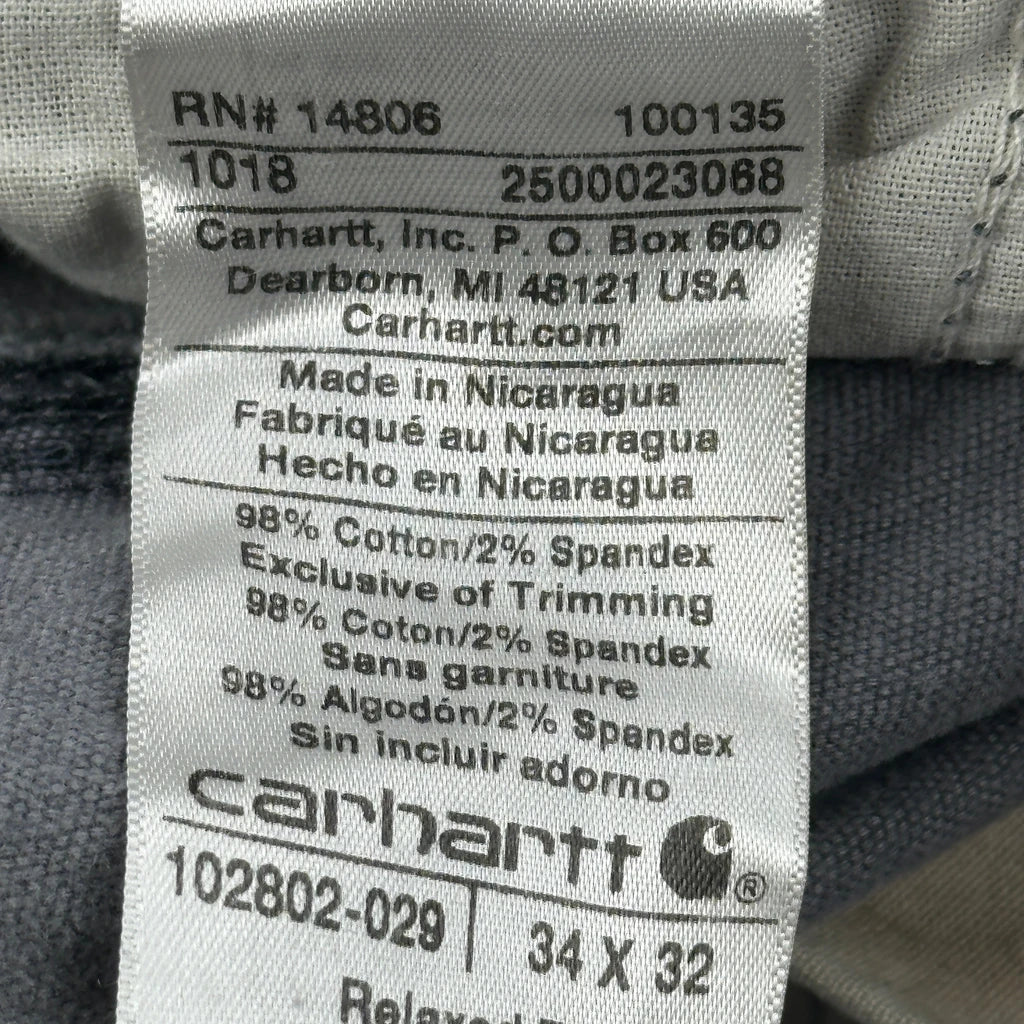 RN# 14806 100135
1018 2500023068
Carhartt, Inc. P. O. Box 600
Dearborn, MI 48121 USA
Carhartt.com
Made in Nicaragua
Fabriqué au Nicaragua
Hecho en Nicaragua
98% Cotton/2% Spandex
Exclusive of Trimming
98% Coton/2% Spandex
Sans garniture
98% Algodón/2% Spandex
Sin incluir adorno
carhartt ®
102802-029 34 X 32
Relaxed